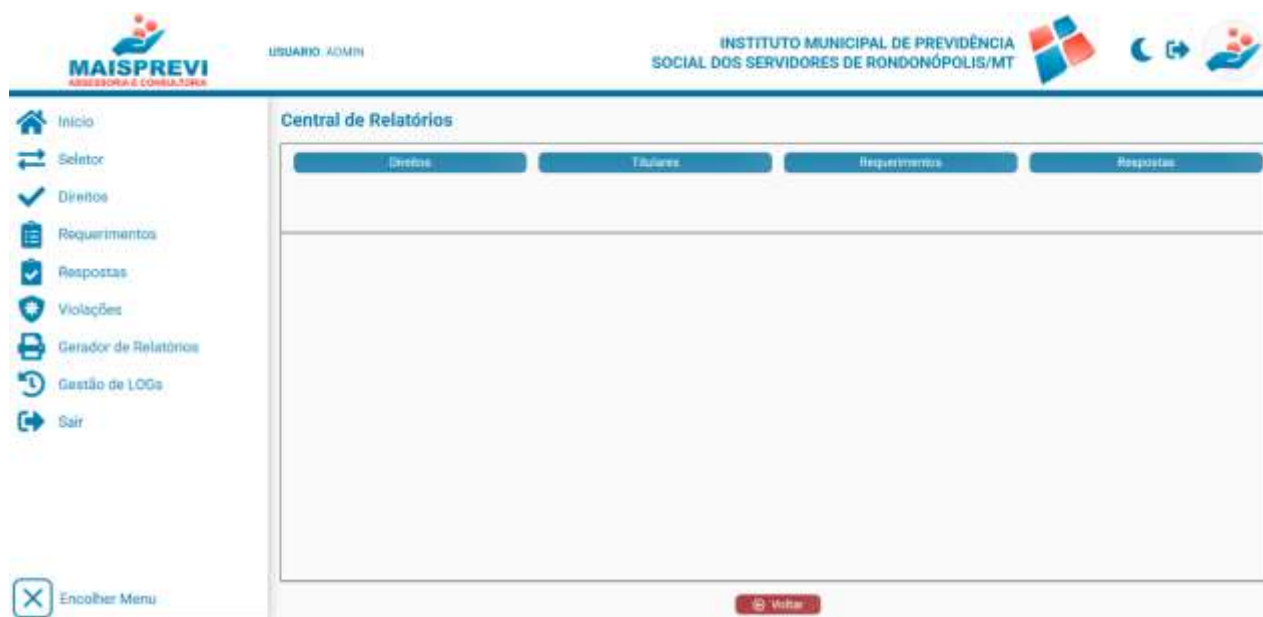 MAISPREVI
ASSESSORIA E CONSULTORIA
USUARIO: ADMIN
INSTITUTO MUNICIPAL DE PREVIDÊNCIA
SOCIAL DOS SERVIDORES DE RONDONÓPOLIS/MT
Início
Seletor
Direitos
Requerimentos
Respostas
Violações
Gerador de Relatórios
Gestão de LOGs
Sair
Encolher Menu
Central de Relatórios
Direitos
Titulares
Requerimentos
Respostas
Voltar